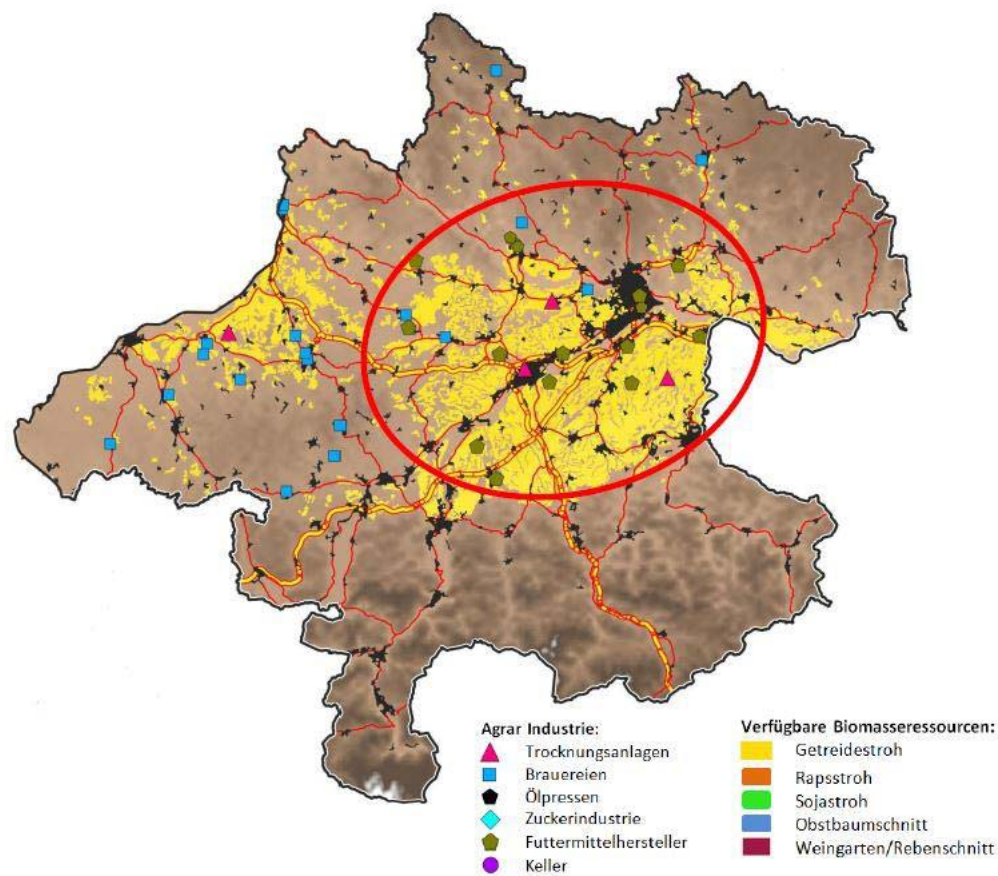 Agrar Industrie:
Trocknungsanlagen
Brauereien
Ölpressen
Zuckerindustrie
Futtermittelhersteller
Keller
Verfügbare Biomasseressourcen:
Getreidestroh
Rapsstroh
Sojastroh
Obstbaumschnitt
Weingarten/Rebenschnitt